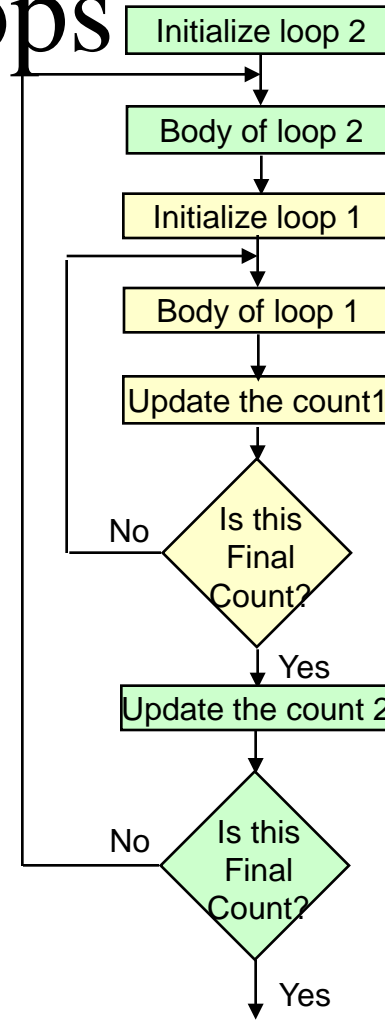 ops
Initialize loop 2
Body of loop 2
Initialize loop 1
Body of loop 1
Update the count1
Is this
Final
Count?
No
Yes
Update the count 2
Is this
Final
Count?
No
Yes